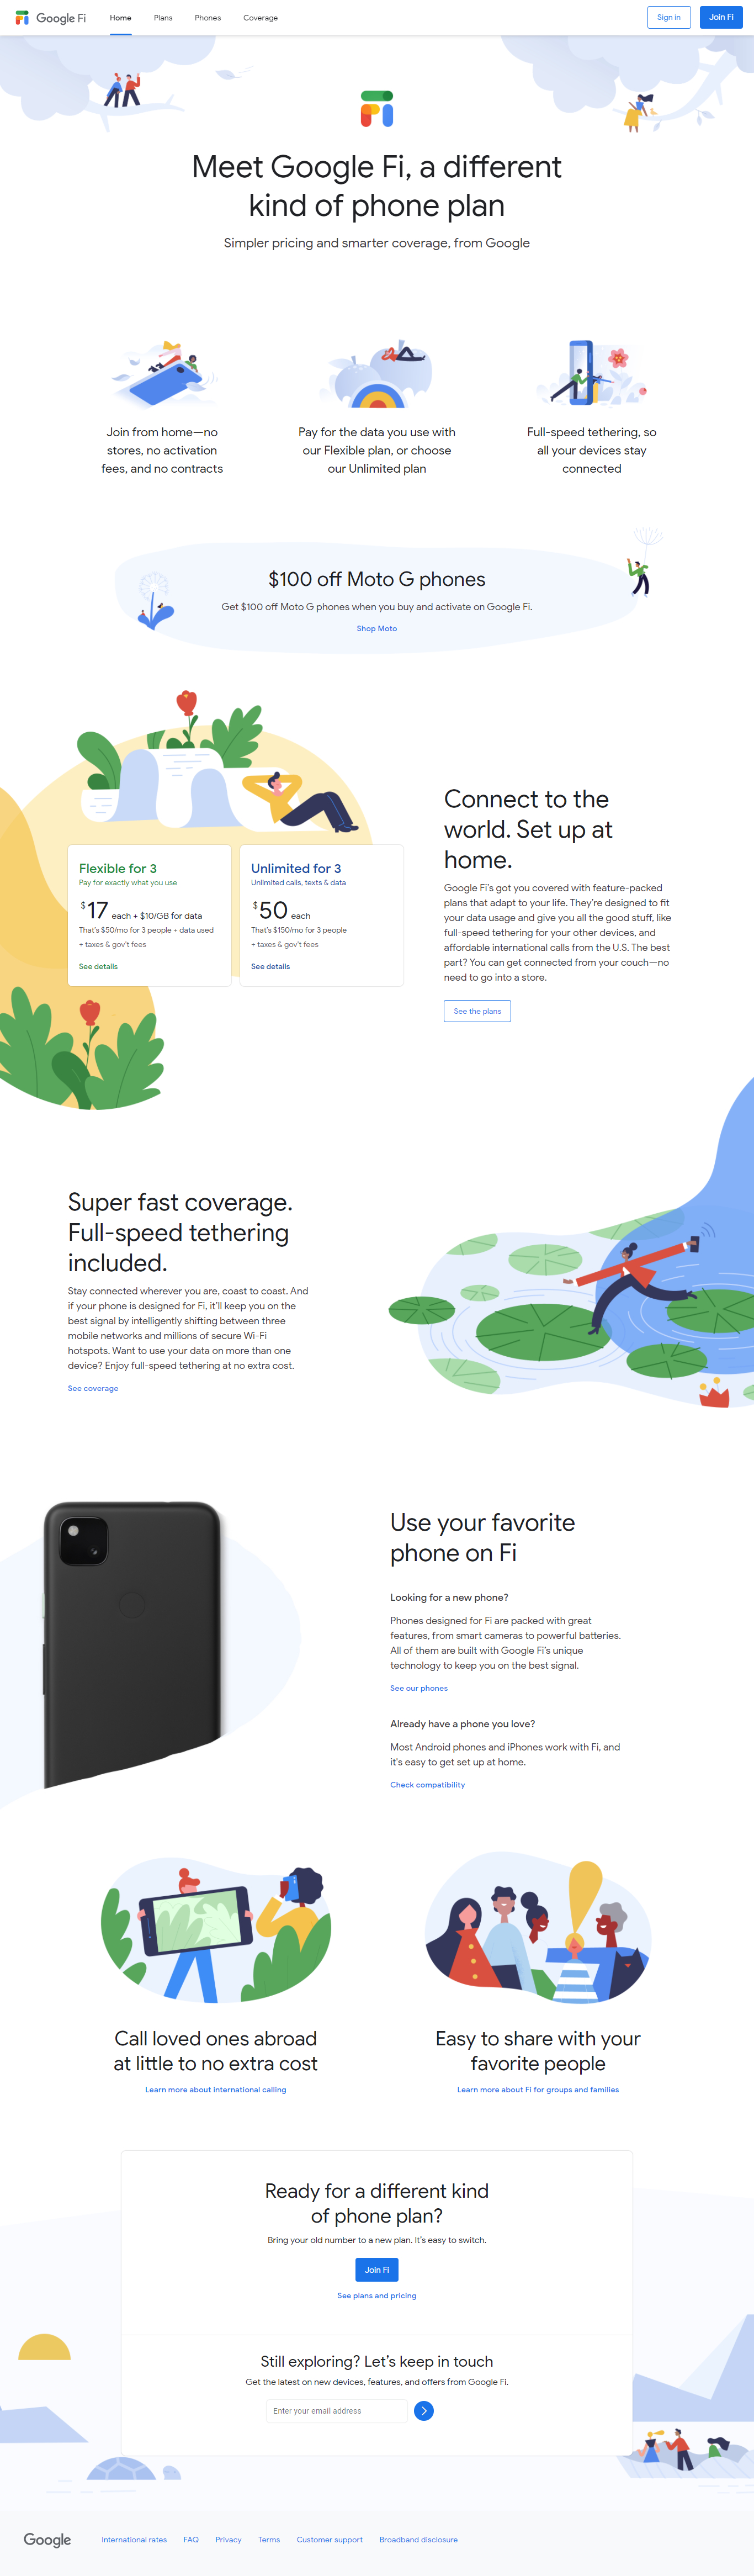 Google Fi
Home
Plans
Phones
Coverage
Sign in
Join Fi
Meet Google Fi, a different
kind of phone plan
Simpler pricing and smarter coverage, from Google
Join from home—no
stores, no activation
fees, and no contracts
Pay for the data you use with
our Flexible plan, or choose
our Unlimited plan
Full-speed tethering, so
all your devices stay
connected
$100 off Moto G phones
Get $100 off Moto G phones when you buy and activate on Google Fi.
Shop Moto
Flexible for 3
Pay for exactly what you use
$17 each + $10/GB for data
That’s $50/mo for 3 people + data used
+ taxes & gov’t fees
See details
Unlimited for 3
Unlimited calls, texts & data
$50 each
That’s $150/mo for 3 people
+ taxes & gov’t fees
See details
Connect to the
world. Set up at
home.
Google Fi’s got you covered with feature-packed
plans that adapt to your life. They’re designed to fit
your data usage and give you all the good stuff, like
full-speed tethering for your other devices, and
affordable international calls from the U.S. The best
part? You can get connected from your couch—no
need to go into a store.
See the plans
Super fast coverage.
Full-speed tethering
included.
Stay connected wherever you are, coast to coast. And
if your phone is designed for Fi, it’ll keep you on the
best signal by intelligently shifting between three
mobile networks and millions of secure Wi-Fi
hotspots. Want to use your data on more than one
device? Enjoy full-speed tethering at no extra cost.
See coverage
Use your favorite
phone on Fi
Looking for a new phone?
Phones designed for Fi are packed with great
features, from smart cameras to powerful batteries.
All of them are built with Google Fi’s unique
technology to keep you on the best signal.
See our phones
Already have a phone you love?
Most Android phones and iPhones work with Fi, and
it's easy to get set up at home.
Check compatibility
Call loved ones abroad
at little to no extra cost
Learn more about international calling
Easy to share with your
favorite people
Learn more about Fi for groups and families
Ready for a different kind
of phone plan?
Bring your old number to a new plan. It’s easy to switch.
Join Fi
See plans and pricing
Still exploring? Let’s keep in touch
Get the latest on new devices, features, and offers from Google Fi.
Enter your email address
Google
International rates
FAQ
Privacy
Terms
Customer support
Broadband disclosure